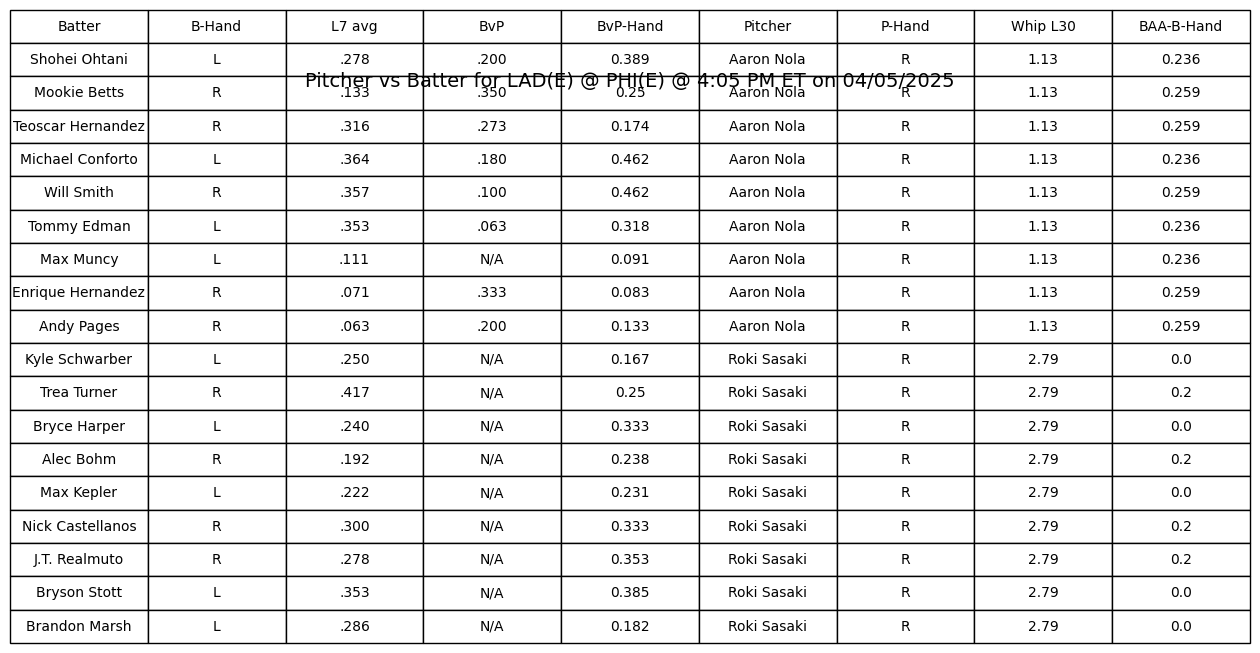 Batter B-Hand L7 avg BvP BvP-Hand Pitcher P-Hand Whip L30 BAA-B-Hand
Shohei Ohtani L .278 .200 0.389 Aaron Nola R 1.13 0.236
Pitcher vs Batter for LAD(E) @ PHI(E) @ 4:05 PM ET on 04/05/2025
Mookie Betts R .133 .350 0.25 Aaron Nola R 1.13 0.259
Teoscar Hernandez R .316 .273 0.174 Aaron Nola R 1.13 0.259
Michael Conforto L .364 .180 0.462 Aaron Nola R 1.13 0.236
Will Smith R .357 .100 0.462 Aaron Nola R 1.13 0.259
Tommy Edman L .353 .063 0.318 Aaron Nola R 1.13 0.236
Max Muncy L .111 N/A 0.091 Aaron Nola R 1.13 0.236
Enrique Hernandez R .071 .333 0.083 Aaron Nola R 1.13 0.259
Andy Pages R .063 .200 0.133 Aaron Nola R 1.13 0.259
Kyle Schwarber L .250 N/A 0.167 Roki Sasaki R 2.79 0.0
Trea Turner R .417 N/A 0.25 Roki Sasaki R 2.79 0.2
Bryce Harper L .240 N/A 0.333 Roki Sasaki R 2.79 0.0
Alec Bohm R .192 N/A 0.238 Roki Sasaki R 2.79 0.2
Max Kepler L .222 N/A 0.231 Roki Sasaki R 2.79 0.0
Nick Castellanos R .300 N/A 0.333 Roki Sasaki R 2.79 0.2
J.T. Realmuto R .278 N/A 0.353 Roki Sasaki R 2.79 0.2
Bryson Stott L .353 N/A 0.385 Roki Sasaki R 2.79 0.0
Brandon Marsh L .286 N/A 0.182 Roki Sasaki R 2.79 0.0